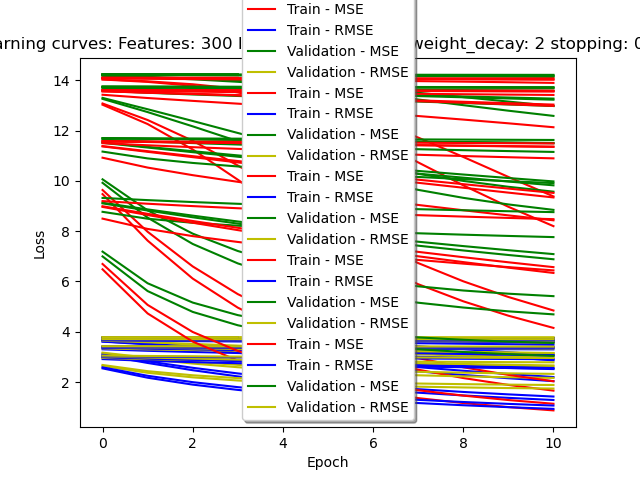 arning curves: Features: 300 weight_decay: 2 stopping:
Train - MSE
Train - RMSE
Validation - MSE
Validation - RMSE
Train - MSE
Train - RMSE
Validation - MSE
Validation - RMSE
Train - MSE
Train - RMSE
Validation - MSE
Validation - RMSE
Train - MSE
Train - RMSE
Validation - MSE
Validation - RMSE
Train - MSE
Train - RMSE
Validation - MSE
Validation - RMSE
14
12
10
8
6
4
2
Loss
0 2 4 6 8 10
Epoch